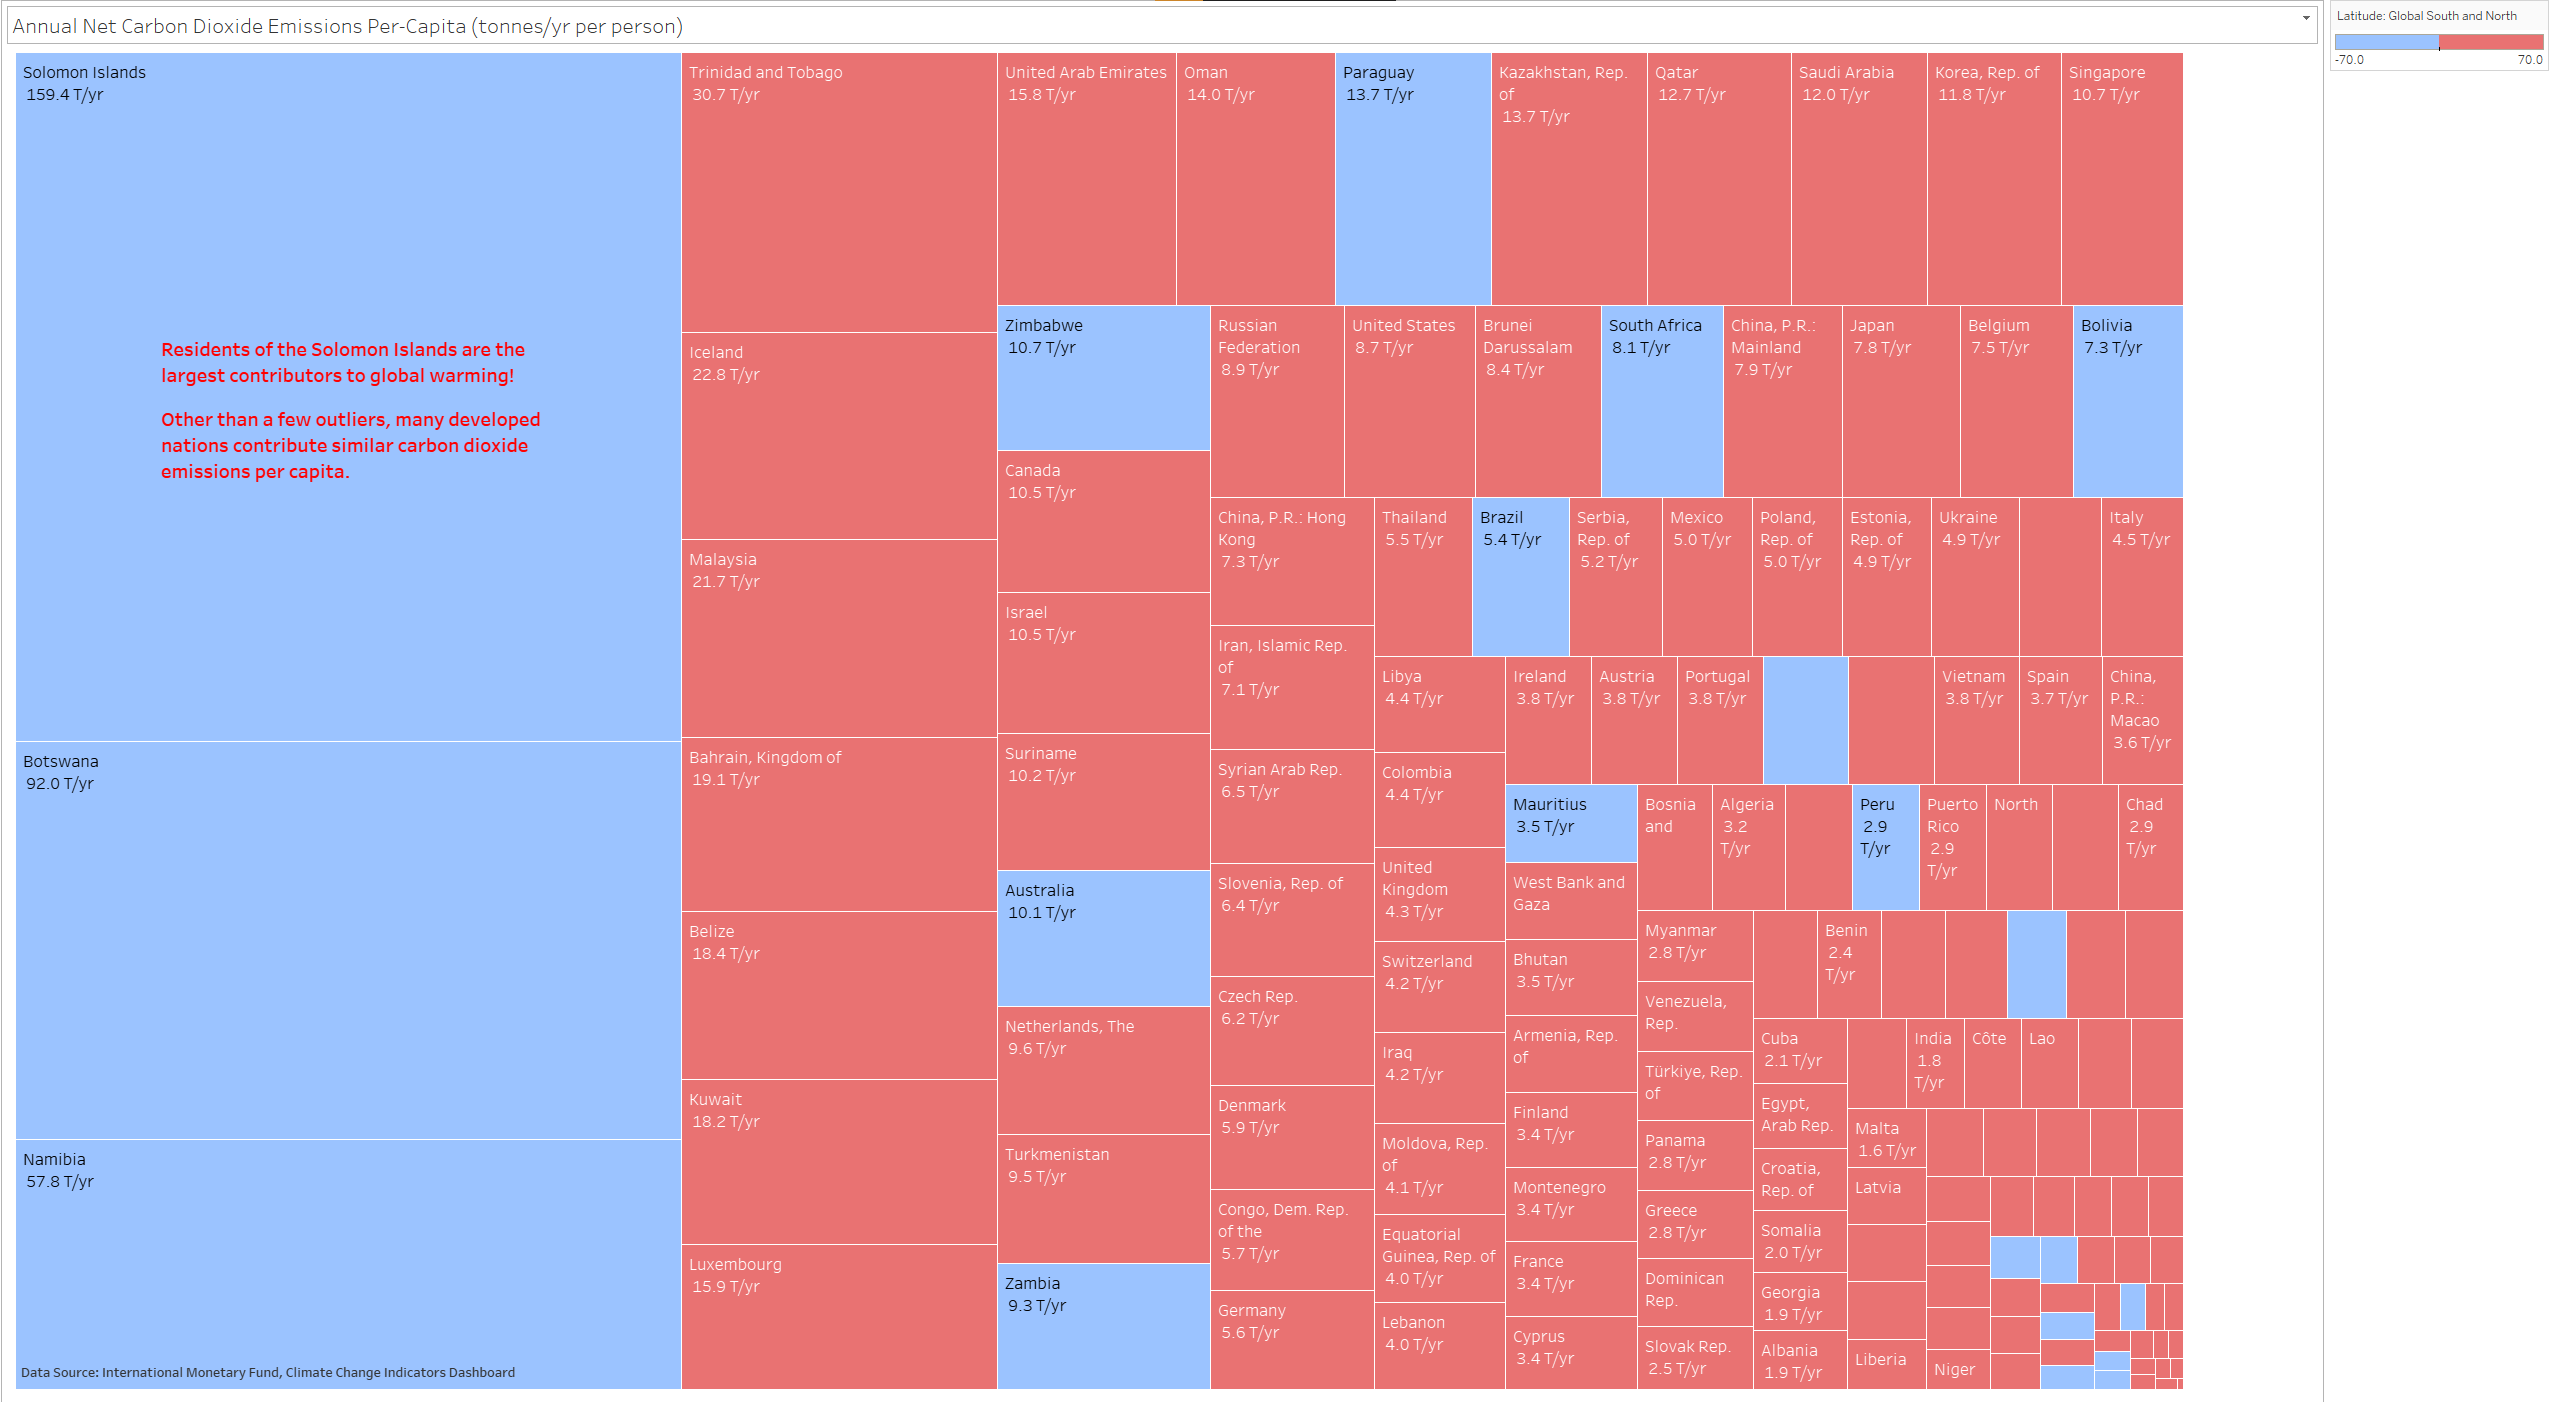 Annual Net Carbon Dioxide Emissions Per-Capita (tonnes/yr per person)
Latitude: Global South and North
-70.0 70.0
Solomon Islands
159.4 T/yr
Residents of the Solomon Islands are the
largest contributors to global warming!
Other than a few outliers, many developed
nations contribute similar carbon dioxide
emissions per capita.
Botswana
92.0 T/yr
Namibia
57.8 T/yr
Data Source: International Monetary Fund, Climate Change Indicators Dashboard
Trinidad and Tobago
30.7 T/yr
Iceland
22.8 T/yr
Malaysia
21.7 T/yr
Bahrain, Kingdom of
19.1 T/yr
Belize
18.4 T/yr
Kuwait
18.2 T/yr
Luxembourg
15.9 T/yr
United Arab Emirates
15.8 T/yr
Oman
14.0 T/yr
Paraguay
13.7 T/yr
Kazakhstan, Rep.
of
13.7 T/yr
Qatar
12.7 T/yr
Saudi Arabia
12.0 T/yr
Korea, Rep. of
11.8 T/yr
Singapore
10.7 T/yr
Zimbabwe
10.7 T/yr
Canada
10.5 T/yr
Israel
10.5 T/yr
Suriname
10.2 T/yr
Australia
10.1 T/yr
Netherlands, The
9.6 T/yr
Turkmenistan
9.5 T/yr
Zambia
9.3 T/yr
Russian
Federation
8.9 T/yr
United States
8.7 T/yr
Brunei
Darussalam
8.4 T/yr
South Africa
8.1 T/yr
China, P.R.:
Mainland
7.9 T/yr
Japan
7.8 T/yr
Belgium
7.5 T/yr
Bolivia
7.3 T/yr
China, P.R.: Hong
Kong
7.3 T/yr
Iran, Islamic Rep.
of
7.1 T/yr
Syrian Arab Rep.
6.5 T/yr
Slovenia, Rep. of
6.4 T/yr
Czech Rep.
6.2 T/yr
Denmark
5.9 T/yr
Congo, Dem. Rep.
of the
5.7 T/yr
Germany
5.6 T/yr
Thailand
5.5 T/yr
Brazil
5.4 T/yr
Serbia,
Rep. of
5.2 T/yr
Mexico
5.0 T/yr
Poland,
Rep. of
5.0 T/yr
Estonia,
Rep. of
4.9 T/yr
Ukraine
4.9 T/yr
Italy
4.5 T/yr
Libya
4.4 T/yr
Colombia
4.4 T/yr
United
Kingdom
4.3 T/yr
Switzerland
4.2 T/yr
Iraq
4.2 T/yr
Moldova, Rep.
of
4.1 T/yr
Equatorial
Guinea, Rep. of
4.0 T/yr
Lebanon
4.0 T/yr
Ireland
3.8 T/yr
Austria
3.8 T/yr
Portugal
3.8 T/yr
Vietnam
3.8 T/yr
Spain
3.7 T/yr
China,
P.R.:
Macao
3.6 T/yr
Mauritius
3.5 T/yr
West Bank and
Gaza
Bhutan
3.5 T/yr
Armenia, Rep.
of
Finland
3.4 T/yr
Montenegro
3.4 T/yr
France
3.4 T/yr
Cyprus
3.4 T/yr
Bosnia
and
Algeria
3.2
T/yr
Peru
2.9
T/yr
Puerto
Rico
2.9
T/yr
North
Chad
2.9
T/yr
Myanmar
2.8 T/yr
Venezuela,
Rep.
Türkiye, Rep.
of
Panama
2.8 T/yr
Greece
2.8 T/yr
Dominican
Rep.
Slovak Rep.
2.5 T/yr
Benin
2.4
T/yr
Cuba
2.1 T/yr
Egypt,
Arab Rep.
Croatia,
Rep. of
Somalia
2.0 T/yr
Georgia
1.9 T/yr
Albania
1.9 T/yr
India
1.8
T/yr
Côte
Lao
Malta
1.6 T/yr
Latvia
Liberia
Niger